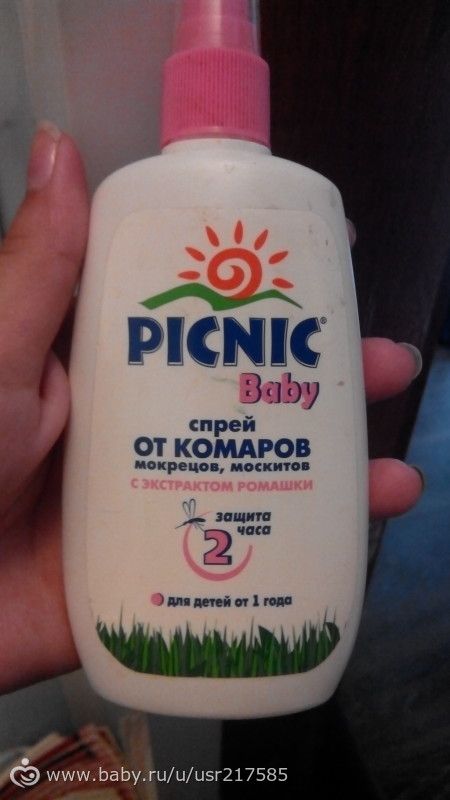 PICNIC®
Baby
спрей
ОТ КОМАРОВ
мокрецов, москитов
С ЭКСТРАКТОМ РОМАШКИ
защита
2 часа
для детей от 1 года
www.baby.ru/u/usr217585